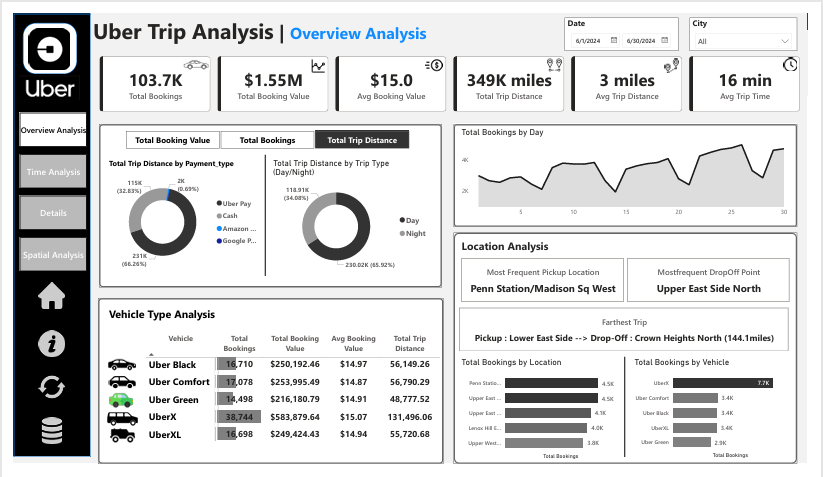 Uber Trip Analysis | Overview Analysis
Date
6/1/2024 6/30/2024
City
All
Uber
103.7K
Total Bookings
$1.55M
Total Booking Value
$15.0
Avg Booking Value
349K miles
Total Trip Distance
3 miles
Avg Trip Distance
16 min
Avg Trip Time
Overview Analysis
Time Analysis
Details
Spatial Analysis
Total Booking Value
Total Bookings
Total Trip Distance
Total Trip Distance by Payment_type
115K
(32.83%)
2K
(0.69%)
231K
(66.26%)
Uber Pay
Cash
Amazon ...
Google P...
Total Trip Distance by Trip Type
(Day/Night)
118.91K
(34.08%)
230.02K (65.92%)
Day
Night
Total Bookings by Day
4K
2K
5 10 15 20 25 30
Vehicle Type Analysis
Vehicle Total Bookings Total Booking Value Avg Booking Value Total Trip Distance
Uber Black 16,710 $250,192.46 $14.97 56,149.26
Uber Comfort 17,078 $253,995.49 $14.87 56,790.29
Uber Green 14,498 $216,180.79 $14.91 48,777.52
UberX 38,744 $583,879.64 $15.07 131,496.06
UberXL 16,698 $249,424.43 $14.94 55,720.68
Location Analysis
Most Frequent Pickup Location
Penn Station/Madison Sq West
Mostfrequent DropOff Point
Upper East Side North
Farthest Trip
Pickup : Lower East Side --> Drop-Off : Crown Heights North (144.1miles)
Total Bookings by Location
Penn Statio... 4.5K
Upper East ... 4.5K
Upper East ... 4.1K
Lenox Hill E... 4.0K
Upper West... 3.8K
Total Bookings
Total Bookings by Vehicle
UberX 7.7K
Uber Comfort 3.4K
Uber Black 3.4K
UberXL 3.4K
Uber Green 2.9K
Total Bookings